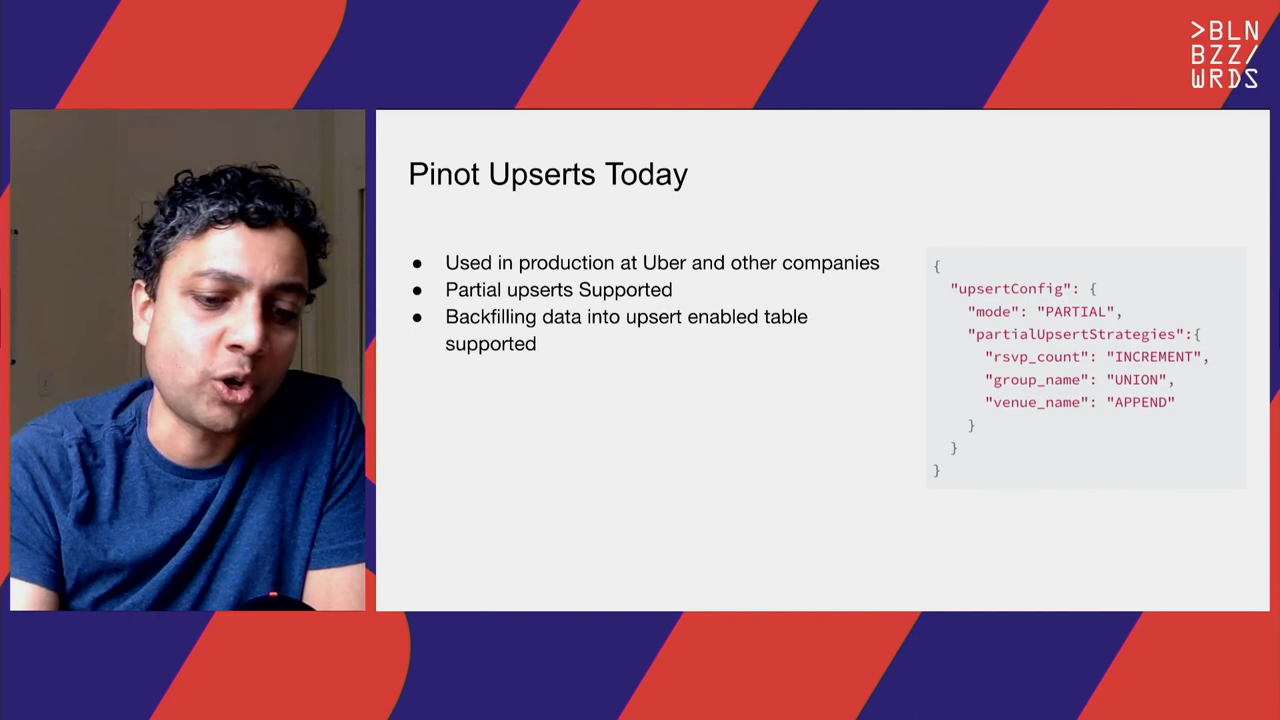 >BLN
BZZ/
WRDS
Pinot Upserts Today
● Used in production at Uber and other companies
● Partial upserts Supported
● Backfilling data into upsert enabled table
supported
{
"upsertConfig": {
"mode": "PARTIAL",
"partialUpsertStrategies":{
"rsvp_count": "INCREMENT",
"group_name": "UNION",
"venue_name": "APPEND"
}
}
}